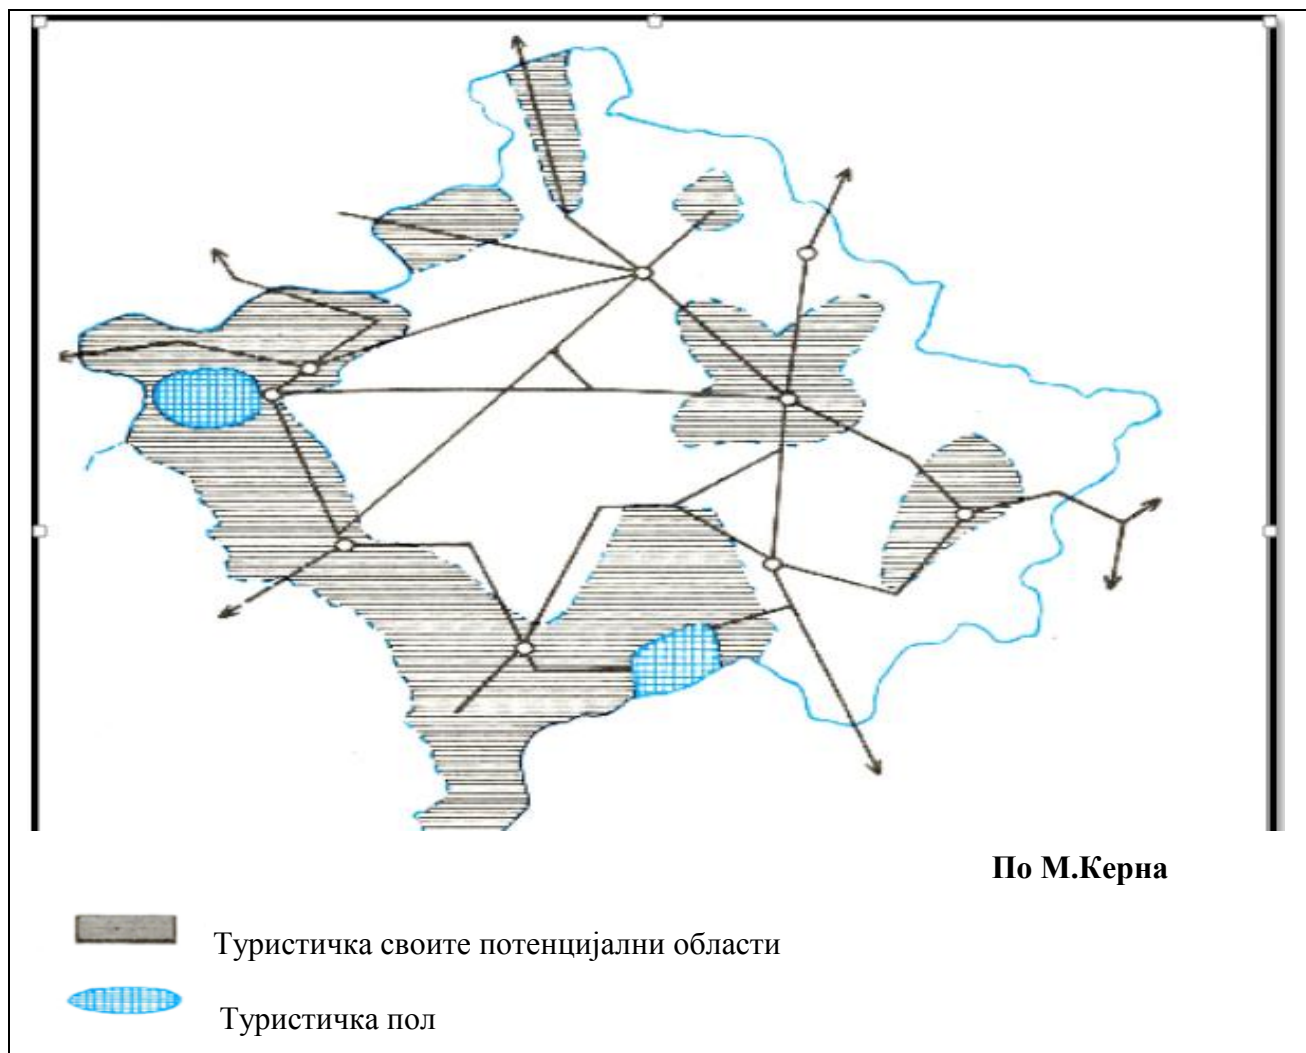 По М.Керна
Туристичка своите потенцијални области
Туристичка пол